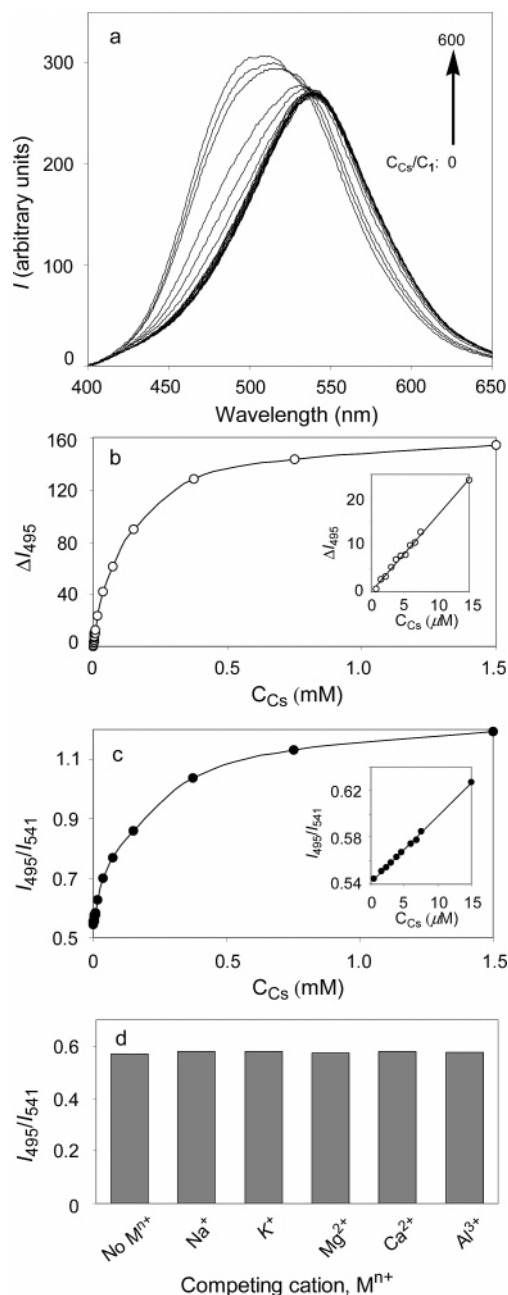 a
600
C_Cs/C_1: 0
300
200
100
0
I (arbitrary units)
400 450 500 550 600 650
Wavelength (nm)
b
160
120
80
40
0
ΔI_495
0 0.5 1.0 1.5
C_Cs (mM)
20
10
0
ΔI_495
0 5 10 15
C_Cs (μM)
c
1.1
0.9
0.7
0.5
I_495/I_541
0 0.5 1.0 1.5
C_Cs (mM)
0.62
0.58
0.54
I_495/I_541
0 5 10 15
C_Cs (μM)
d
0.6
0.4
0.2
0
I_495/I_541
No M^n+ Na^+ K^+ Mg^2+ Ca^2+ Al^3+
Competing cation, M^n+